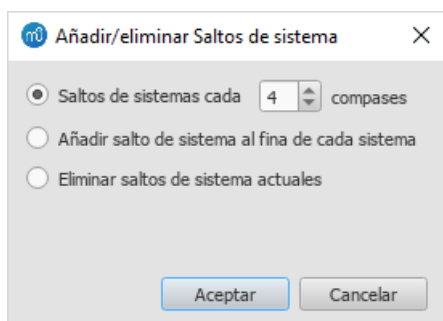 Añadir/eliminar Saltos de sistema
Saltos de sistemas cada 4 compases
Añadir salto de sistema al fina de cada sistema
Eliminar saltos de sistema actuales
Aceptar Cancelar